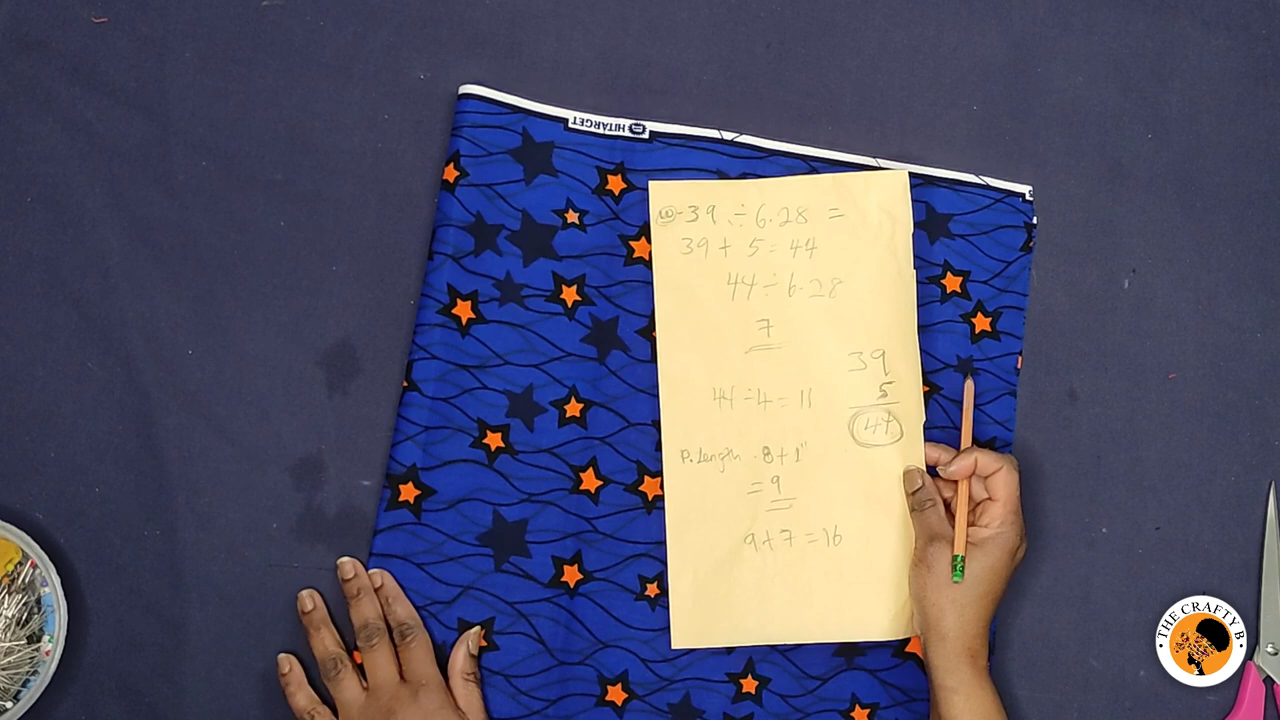 HITARGET
39 ÷ 6.28 =
39 + 5 = 44
44 ÷ 6.28
7
39
5
44
44 ÷ 4 = 11
P. Length - 8 + 1"
= 9
9 + 7 = 16
THE CRAFTY B